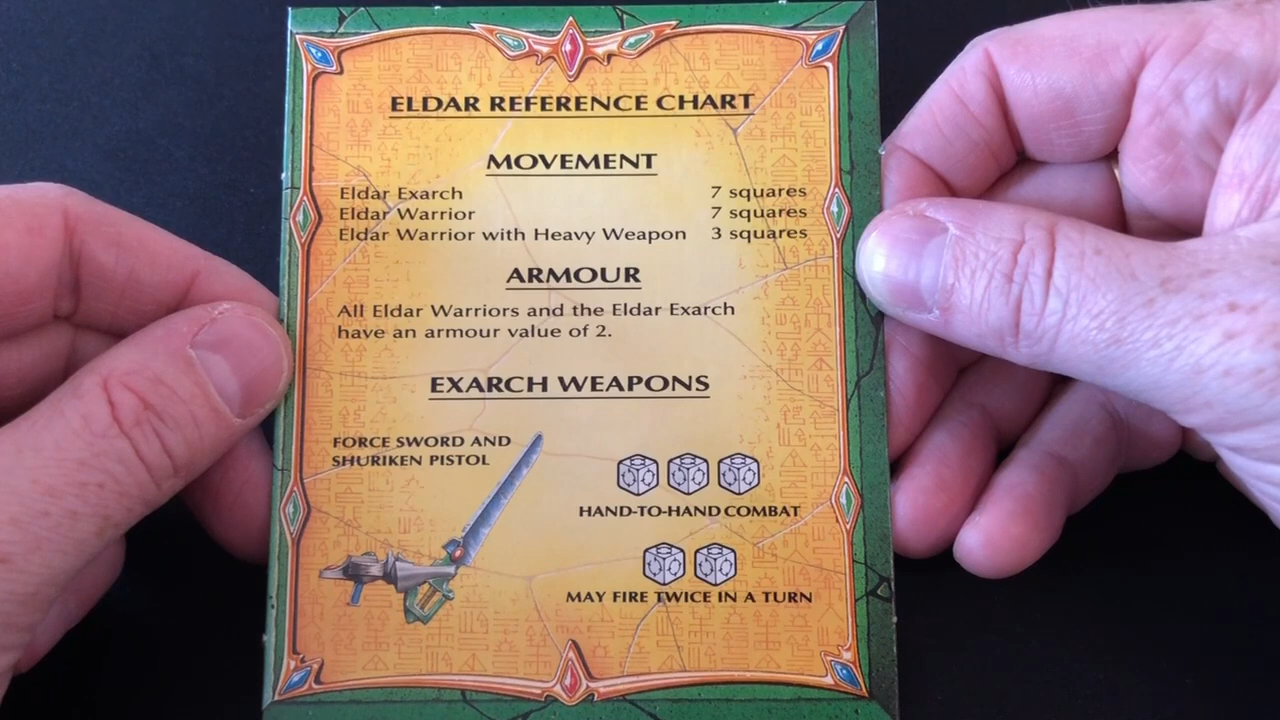 ELDAR REFERENCE CHART
MOVEMENT
Eldar Exarch 7 squares
Eldar Warrior 7 squares
Eldar Warrior with Heavy Weapon 3 squares
ARMOUR
All Eldar Warriors and the Eldar Exarch
have an armour value of 2.
EXARCH WEAPONS
FORCE SWORD AND
SHURIKEN PISTOL
HAND-TO-HAND COMBAT
MAY FIRE TWICE IN A TURN